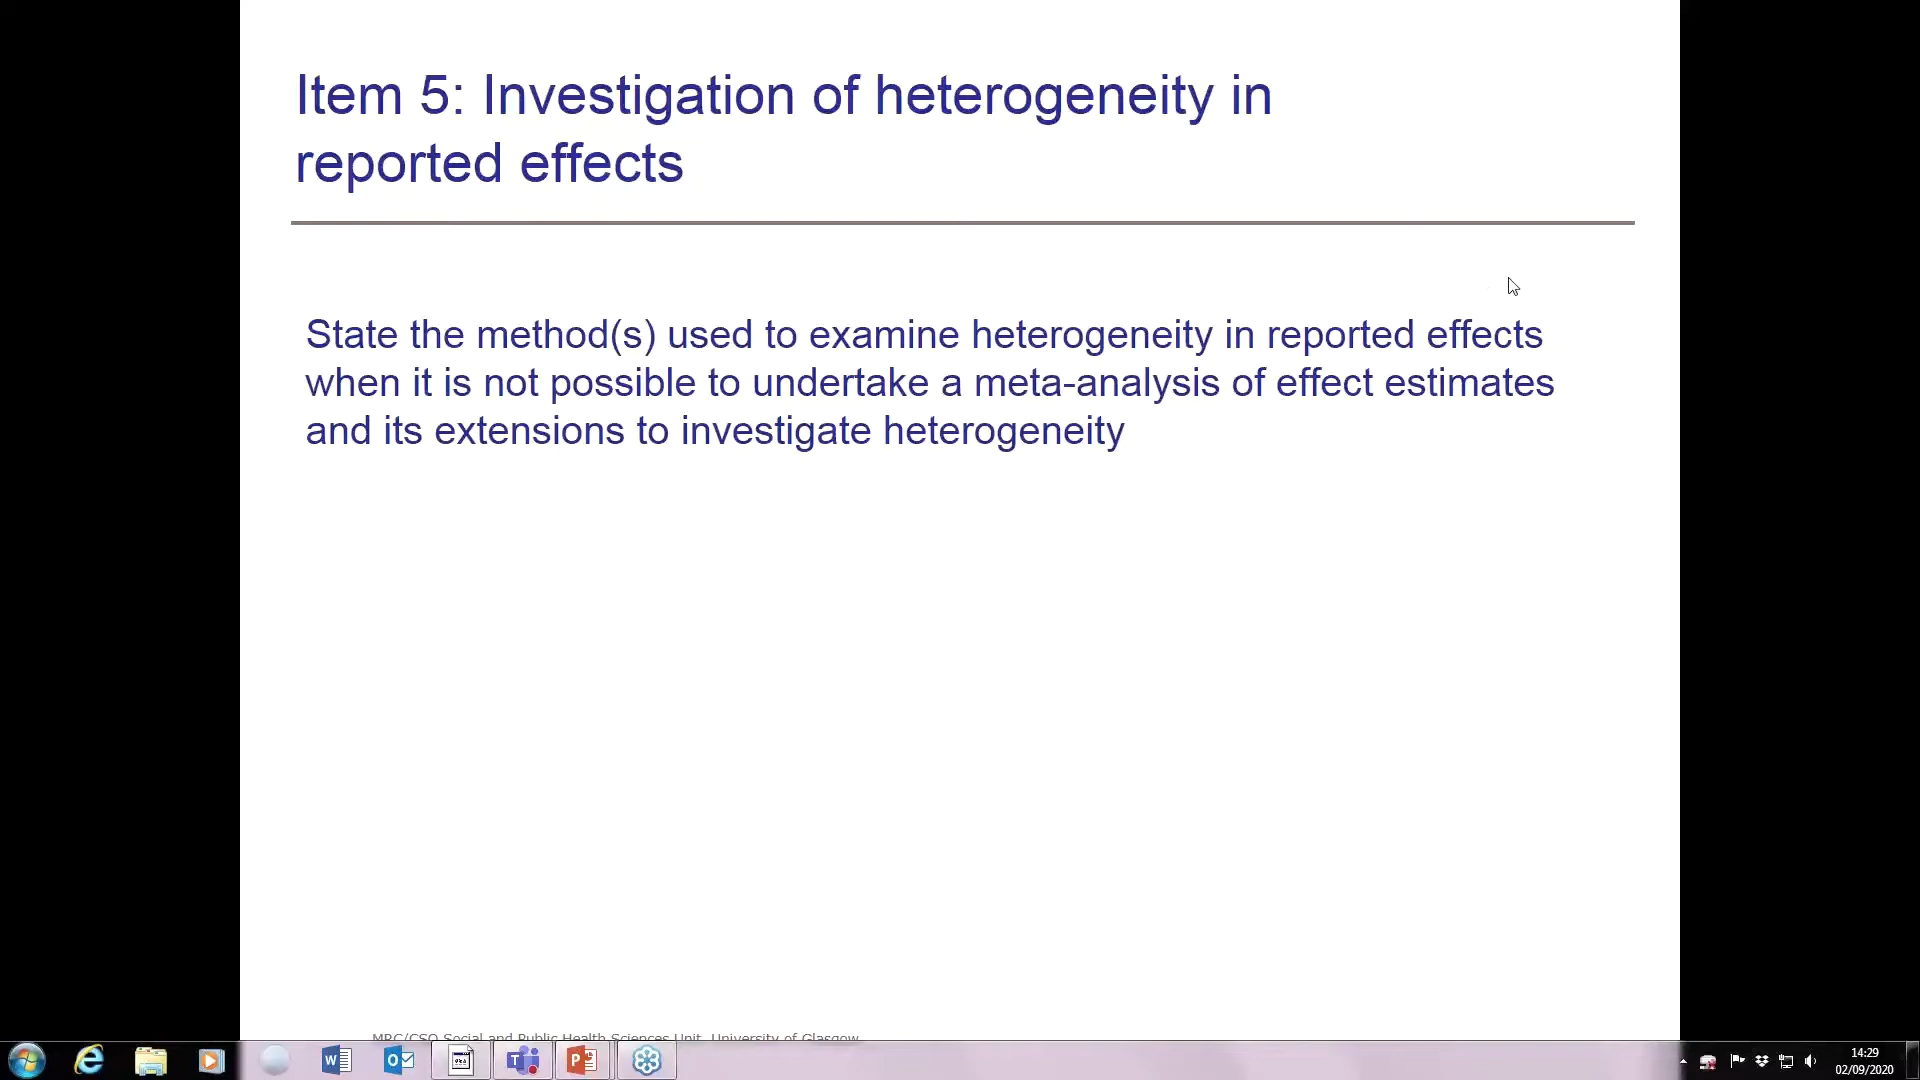 Item 5: Investigation of heterogeneity in
reported effects
State the method(s) used to examine heterogeneity in reported effects
when it is not possible to undertake a meta-analysis of effect estimates
and its extensions to investigate heterogeneity
MRC/CSO Social and Public Health Sciences Unit, University of Glasgow
14:29
02/09/2020